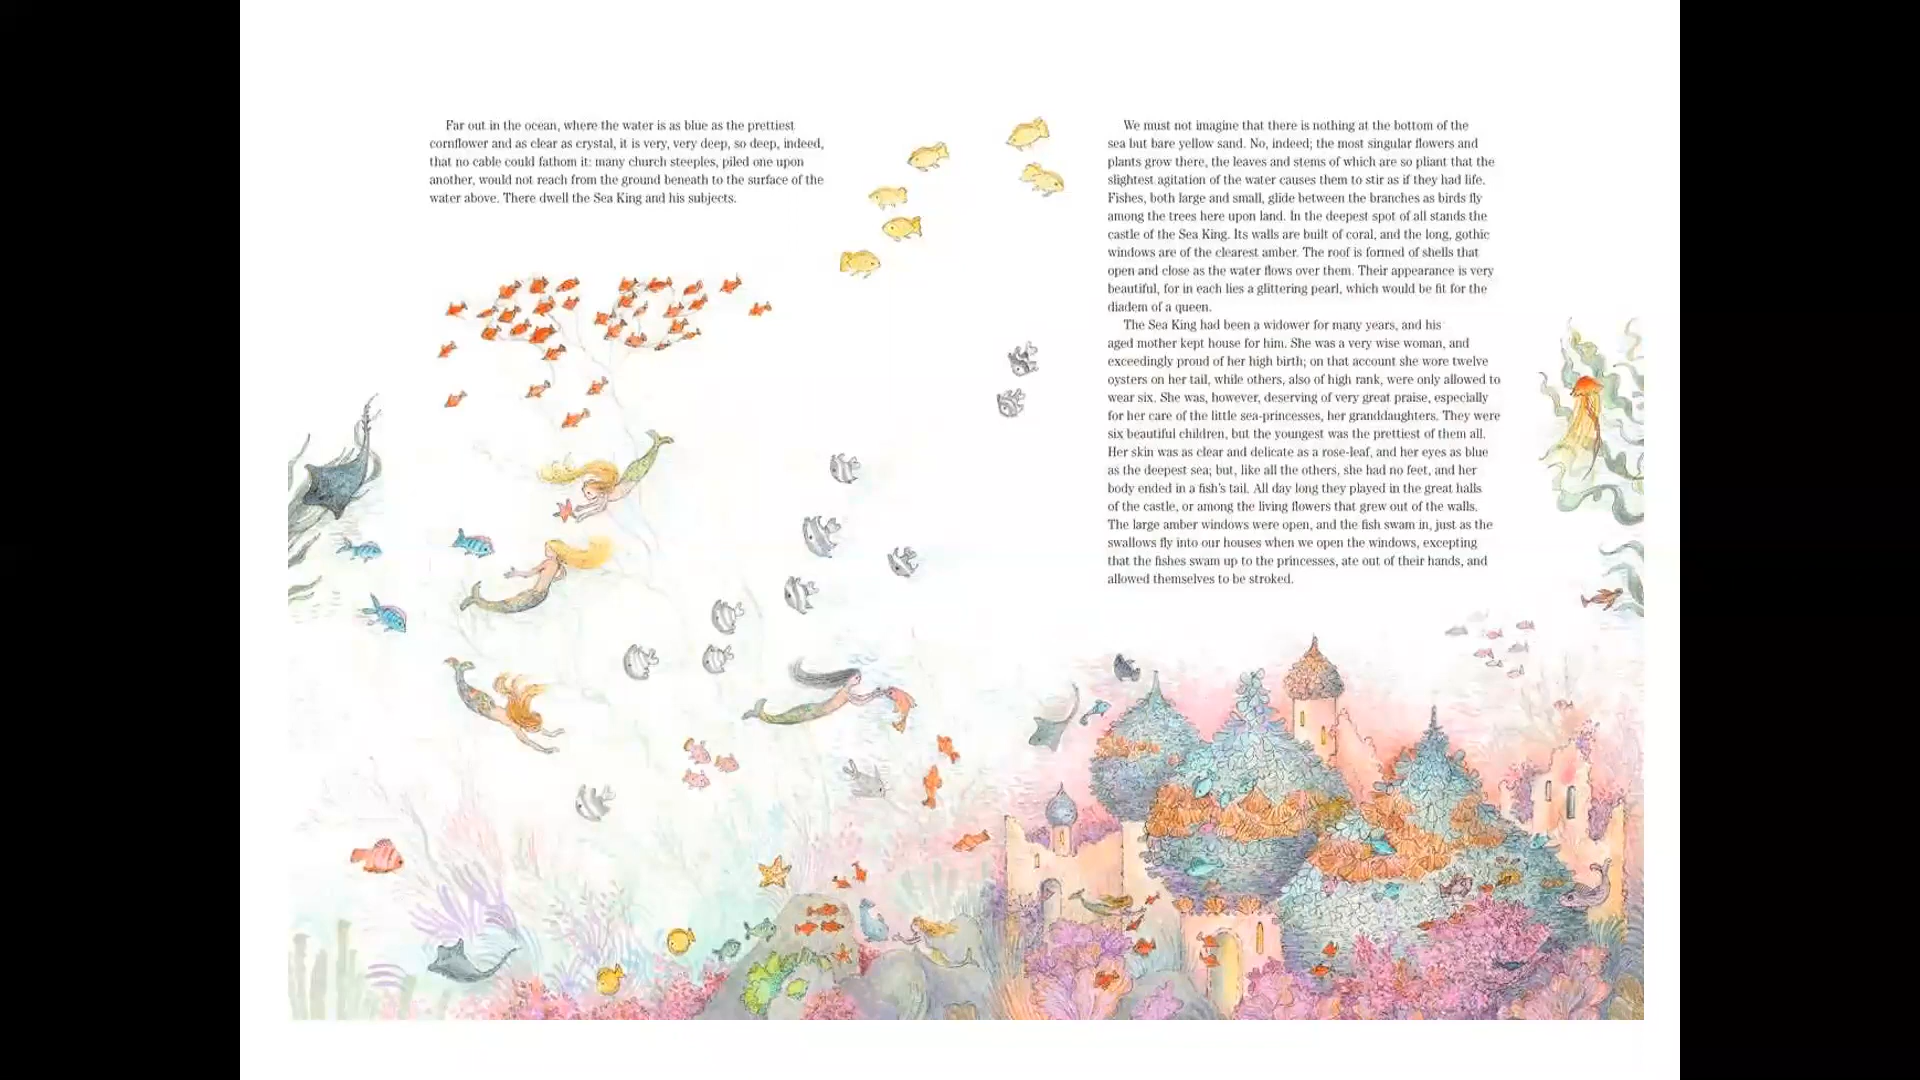 Far out in the ocean, where the water is as blue as the prettiest
cornflower and as clear as crystal, it is very, very deep, so deep, indeed,
that no cable could fathom it: many church steeples, piled one upon
another, would not reach from the ground beneath to the surface of the
water above. There dwell the Sea King and his subjects.
We must not imagine that there is nothing at the bottom of the
sea but bare yellow sand. No, indeed; the most singular flowers and
plants grow there, the leaves and stems of which are so pliant that the
slightest agitation of the water causes them to stir as if they had life.
Fishes, both large and small, glide between the branches as birds fly
among the trees here upon land. In the deepest spot of all stands the
castle of the Sea King. Its walls are built of coral, and the long, gothic
windows are of the clearest amber. The roof is formed of shells that
open and close as the water flows over them. Their appearance is very
beautiful, for in each lies a glittering pearl, which would be fit for the
diadem of a queen.
The Sea King had been a widower for many years, and his
aged mother kept house for him. She was a very wise woman, and
exceedingly proud of her high birth; on that account she wore twelve
oysters on her tail, while others, also of high rank, were only allowed to
wear six. She was, however, deserving of very great praise, especially
for her care of the little sea-princesses, her granddaughters. They were
six beautiful children, but the youngest was the prettiest of them all.
Her skin was as clear and delicate as a rose-leaf, and her eyes as blue
as the deepest sea; but, like all the others, she had no feet, and her
body ended in a fish's tail. All day long they played in the great halls
of the castle, or among the living flowers that grew out of the walls.
The large amber windows were open, and the fish swam in, just as the
swallows fly into our houses when we open the windows, excepting
that the fishes swam up to the princesses, ate out of their hands, and
allowed themselves to be stroked.